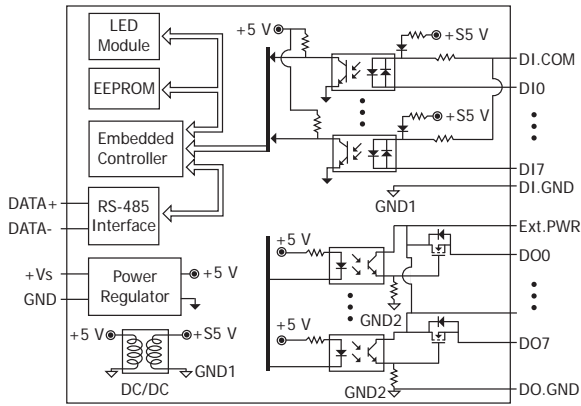 LED
Module
EEPROM
Embedded
Controller
DATA+
DATA-
RS-485
Interface
+Vs
GND
Power
Regulator
+5 V
+5 V
+S5 V
GND1
DC/DC
+5 V
+S5 V
DI.COM
DI0
+S5 V
DI7
DI.GND
GND1
Ext.PWR
+5 V
DO0
GND2
+5 V
DO7
GND2
DO.GND